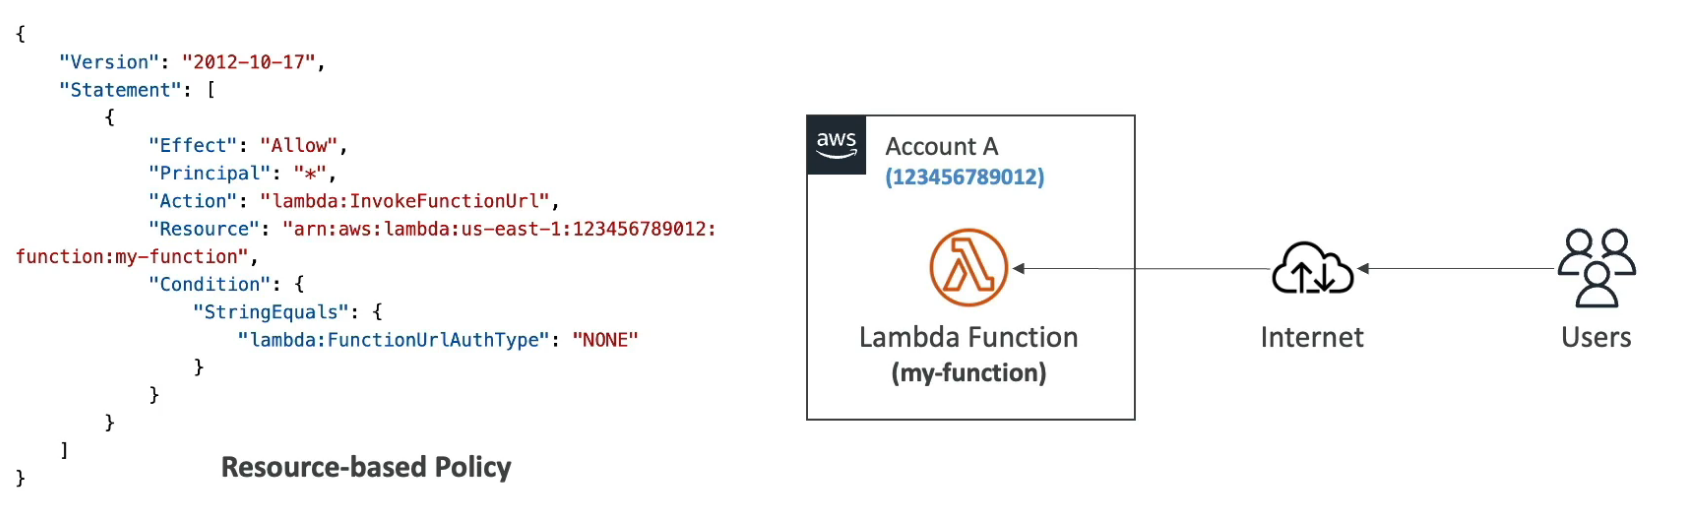 {
"Version": "2012-10-17",
"Statement": [
{
"Effect": "Allow",
"Principal": "*",
"Action": "lambda:InvokeFunctionUrl",
"Resource": "arn:aws:lambda:us-east-1:123456789012:
function:my-function",
"Condition": {
"StringEquals": {
"lambda:FunctionUrlAuthType": "NONE"
}
}
}
]
}
Resource-based Policy
aws
Account A
(123456789012)
Lambda Function
(my-function)
Internet
Users